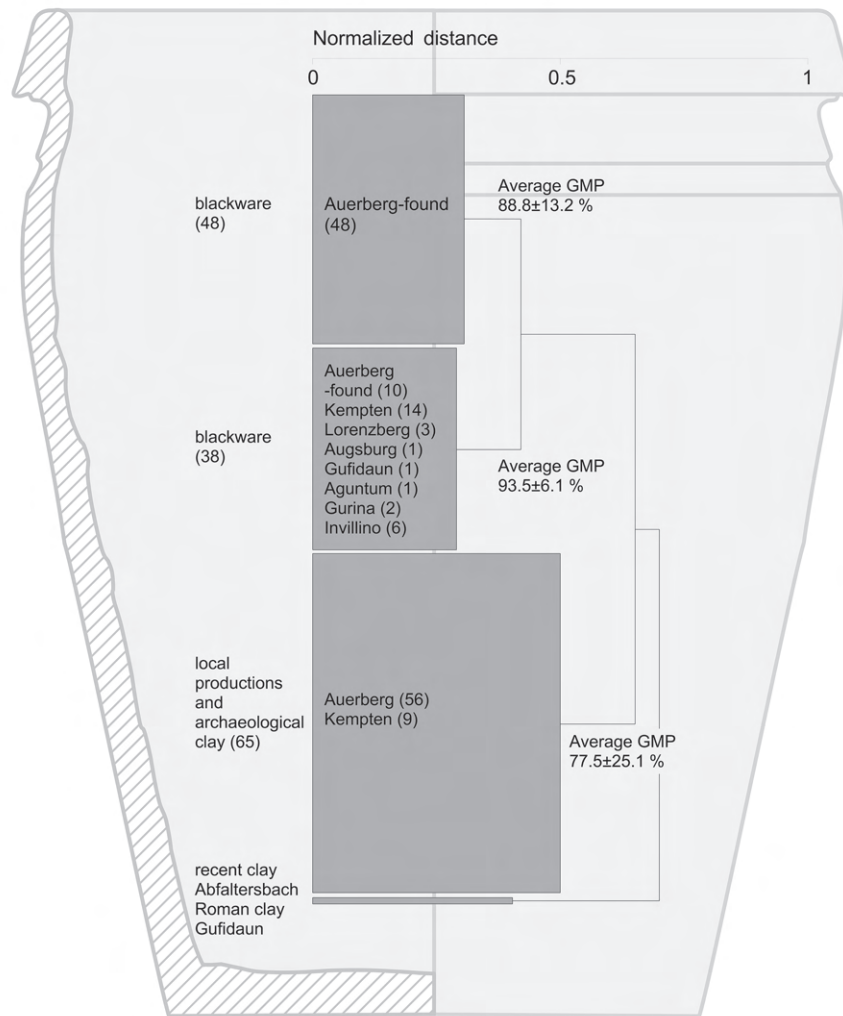 Normalized distance
0 0.5 1
blackware
(48)
Auerberg-found
(48)
Average GMP
88.8±13.2 %
blackware
(38)
Auerberg
-found (10)
Kempten (14)
Lorenzberg (3)
Augsburg (1)
Gufidaun (1)
Aguntum (1)
Gurina (2)
Invillino (6)
Average GMP
93.5±6.1 %
local
productions
and
archaeological
clay (65)
Auerberg (56)
Kempten (9)
Average GMP
77.5±25.1 %
recent clay
Abfaltersbach
Roman clay
Gufidaun